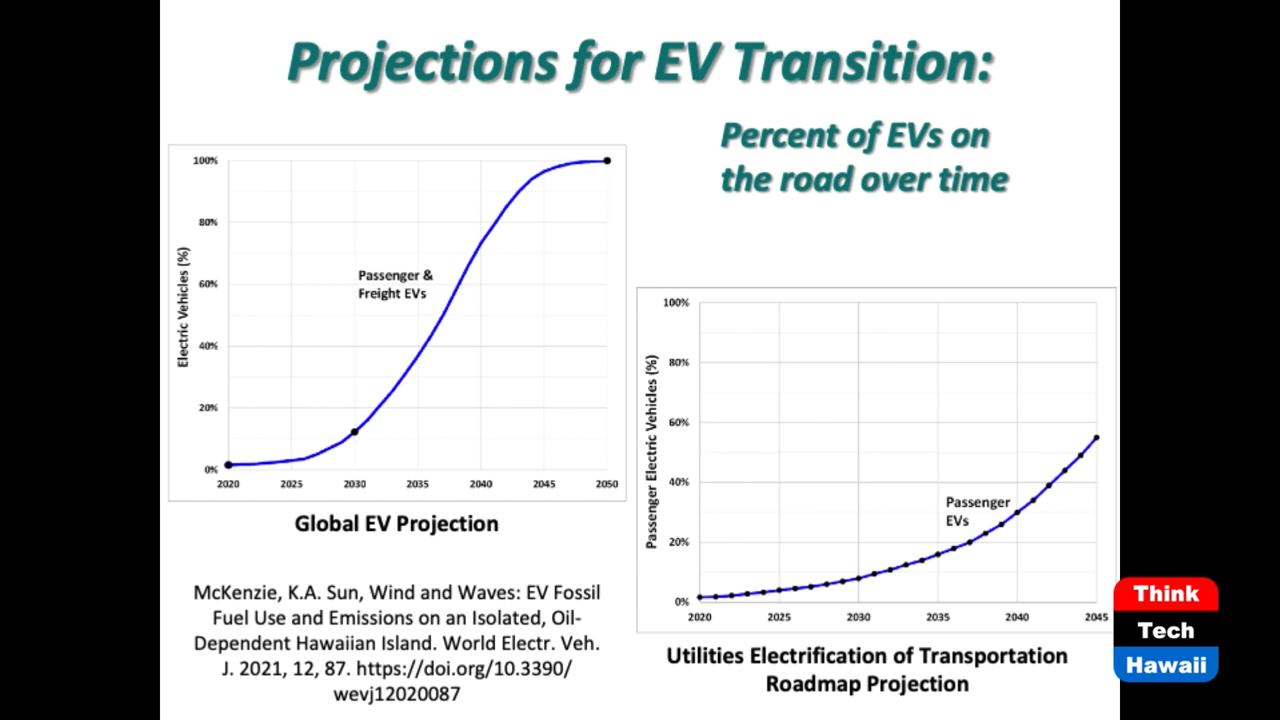 Projections for EV Transition:
Percent of EVs on
the road over time
Electric Vehicles (%)
100%
80%
60%
40%
20%
0%
Passenger &
Freight EVs
2020 2025 2030 2035 2040 2045 2050
Global EV Projection
McKenzie, K.A. Sun, Wind and Waves: EV Fossil
Fuel Use and Emissions on an Isolated, Oil-
Dependent Hawaiian Island. World Electr. Veh.
J. 2021, 12, 87. https://doi.org/10.3390/
wevj12020087
Passenger Electric Vehicles (%)
100%
80%
60%
40%
20%
0%
Passenger
EVs
2020 2025 2030 2035 2040 2045
Utilities Electrification of Transportation
Roadmap Projection
Think
Tech
Hawaii